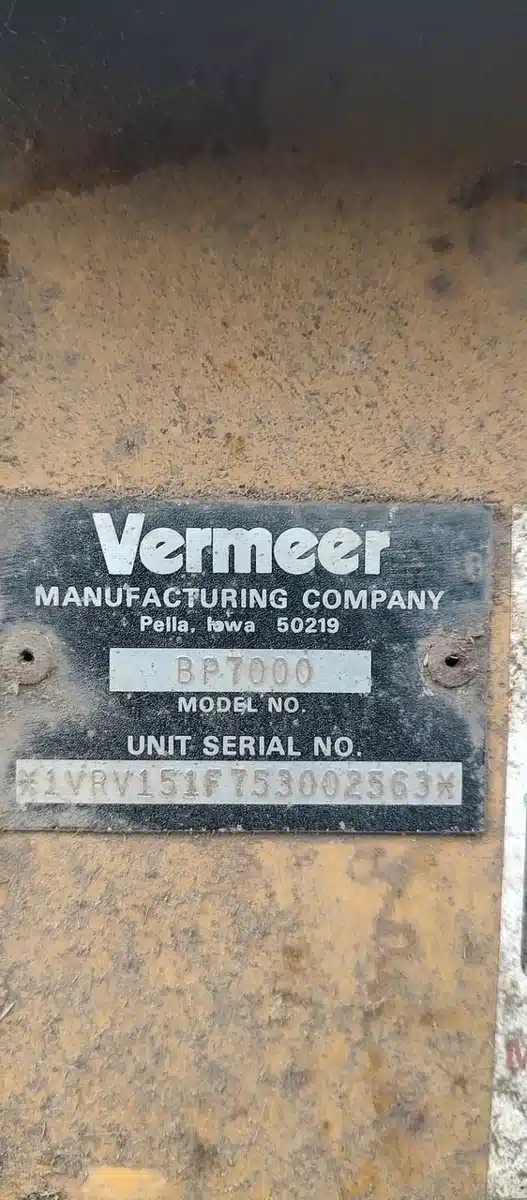 Vermeer
MANUFACTURING COMPANY
Pella, Iowa 50219
BP7000
MODEL NO.
UNIT SERIAL NO.
*1VRV151F753002563*
M